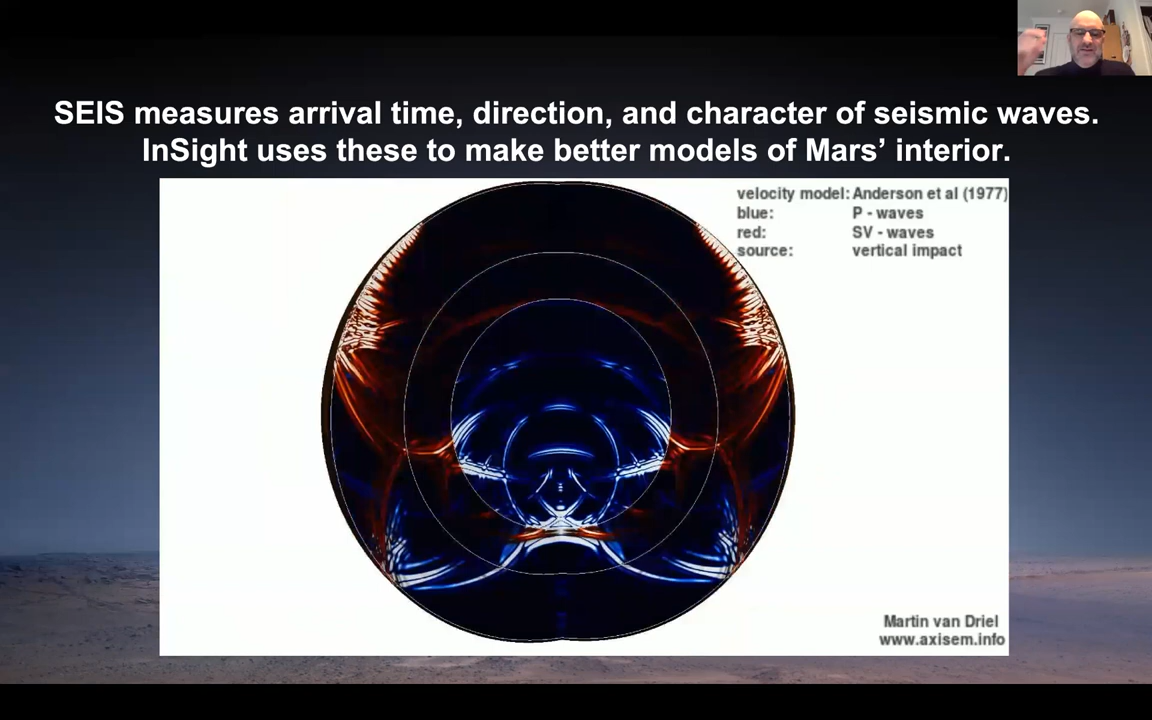 SEIS measures arrival time, direction, and character of seismic waves.
InSight uses these to make better models of Mars’ interior.
velocity model: Anderson et al (1977)
blue: P - waves
red: SV - waves
source: vertical impact
Martin van Driel
www.axisem.info